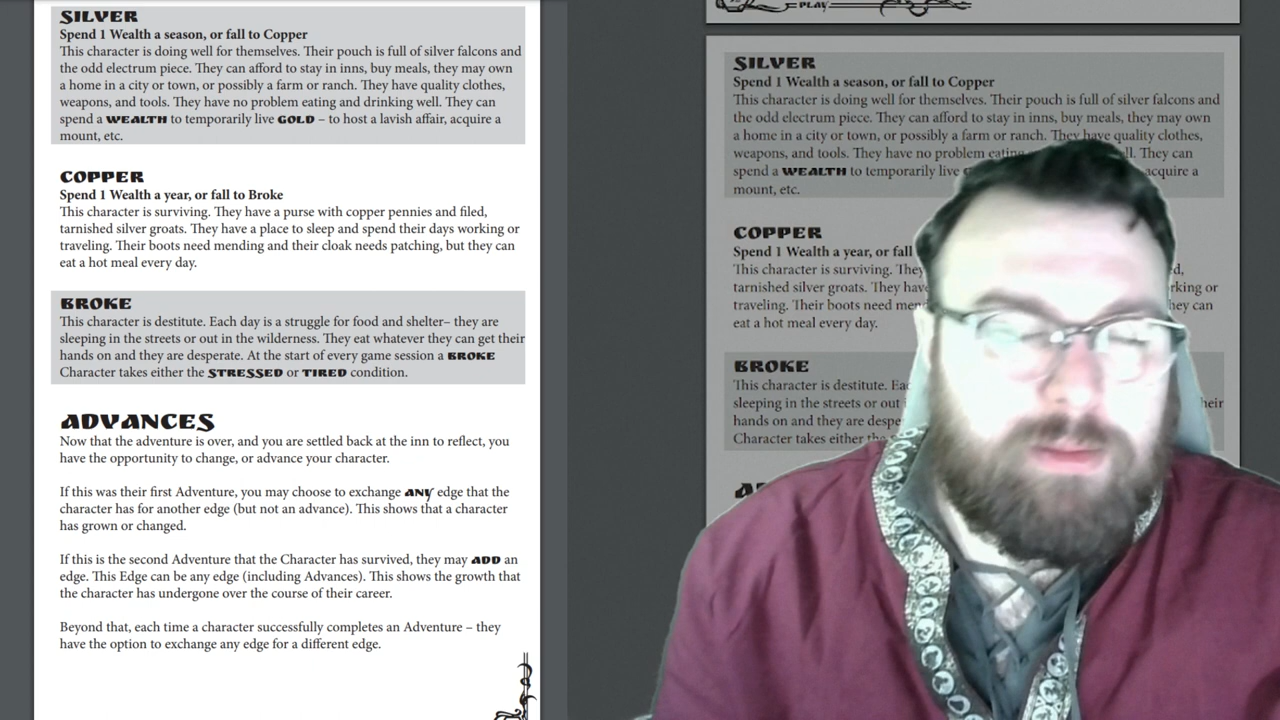 SILVER
Spend 1 Wealth a season, or fall to Copper
This character is doing well for themselves. Their pouch is full of silver falcons and
the odd electrum piece. They can afford to stay in inns, buy meals, they may own
a home in a city or town, or possibly a farm or ranch. They have quality clothes,
weapons, and tools. They have no problem eating and drinking well. They can
spend a WEALTH to temporarily live GOLD – to host a lavish affair, acquire a
mount, etc.
COPPER
Spend 1 Wealth a year, or fall to Broke
This character is surviving. They have a purse with copper pennies and filed,
tarnished silver groats. They have a place to sleep and spend their days working or
traveling. Their boots need mending and their cloak needs patching, but they can
eat a hot meal every day.
BROKE
This character is destitute. Each day is a struggle for food and shelter– they are
sleeping in the streets or out in the wilderness. They eat whatever they can get their
hands on and they are desperate. At the start of every game session a BROKE
Character takes either the STRESSED or TIRED condition.
ADVANCES
Now that the adventure is over, and you are settled back at the inn to reflect, you
have the opportunity to change, or advance your character.
If this was their first Adventure, you may choose to exchange ANY edge that the
character has for another edge (but not an advance). This shows that a character
has grown or changed.
If this is the second Adventure that the Character has survived, they may ADD an
edge. This Edge can be any edge (including Advances). This shows the growth that
the character has undergone over the course of their career.
Beyond that, each time a character successfully completes an Adventure – they
have the option to exchange any edge for a different edge.
PLAY
SILVER
Spend 1 Wealth a season, or fall to Copper
This character is doing well for themselves. Their pouch is full of silver falcons and
the odd electrum piece. They can afford to stay in inns, buy meals, they may own
a home in a city or town, or possibly a farm or ranch. They have quality clothes,
weapons, and tools. They have no problem eating They can
spend a WEALTH to temporarily live acquire a
mount, etc.
COPPER
Spend 1 Wealth a year, or fall
This character is surviving. They
tarnished silver groats. They have working or
traveling. Their boots need they can
eat a hot meal every day.
BROKE
This character is destitute.
sleeping in the streets or out their
hands on and they are
Character takes either the